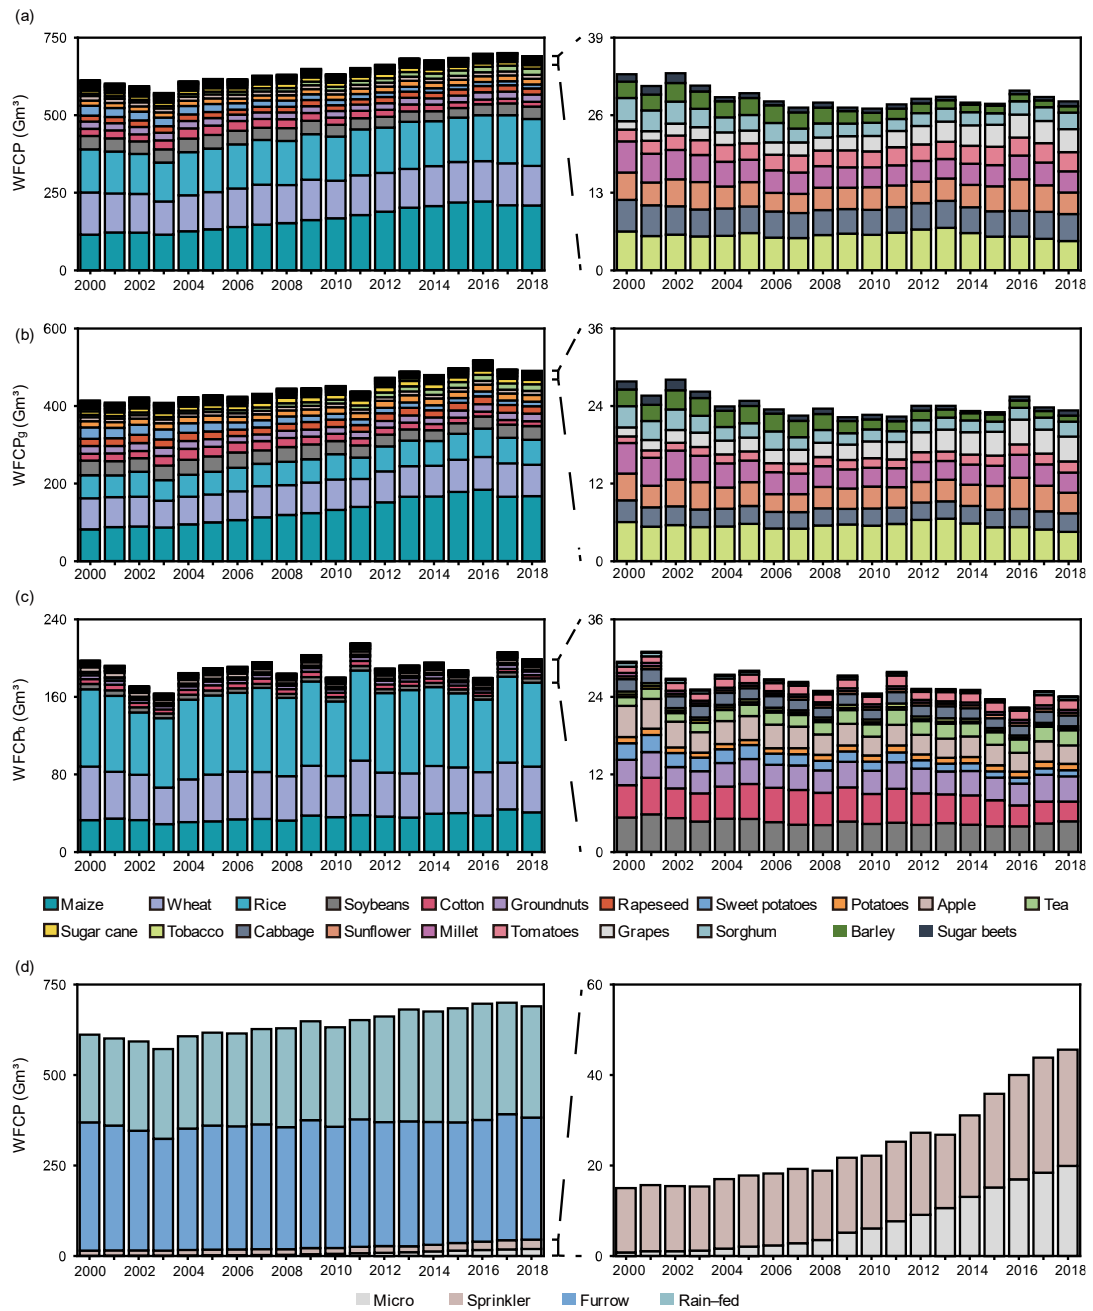 (a)
750
500
250
0
WFCP (Gm³)
2000 2002 2004 2006 2008 2010 2012 2014 2016 2018
39
26
13
0
2000 2002 2004 2006 2008 2010 2012 2014 2016 2018
(b)
600
400
200
0
WFCPg (Gm³)
2000 2002 2004 2006 2008 2010 2012 2014 2016 2018
36
24
12
0
2000 2002 2004 2006 2008 2010 2012 2014 2016 2018
(c)
240
160
80
0
WFCPb (Gm³)
2000 2002 2004 2006 2008 2010 2012 2014 2016 2018
36
24
12
0
2000 2002 2004 2006 2008 2010 2012 2014 2016 2018
Maize Wheat Rice Soybeans Cotton Groundnuts Rapeseed Sweet potatoes Potatoes Apple Tea
Sugar cane Tobacco Cabbage Sunflower Millet Tomatoes Grapes Sorghum Barley Sugar beets
(d)
750
500
250
0
WFCP (Gm³)
2000 2002 2004 2006 2008 2010 2012 2014 2016 2018
60
40
20
0
2000 2002 2004 2006 2008 2010 2012 2014 2016 2018
Micro Sprinkler Furrow Rain–fed